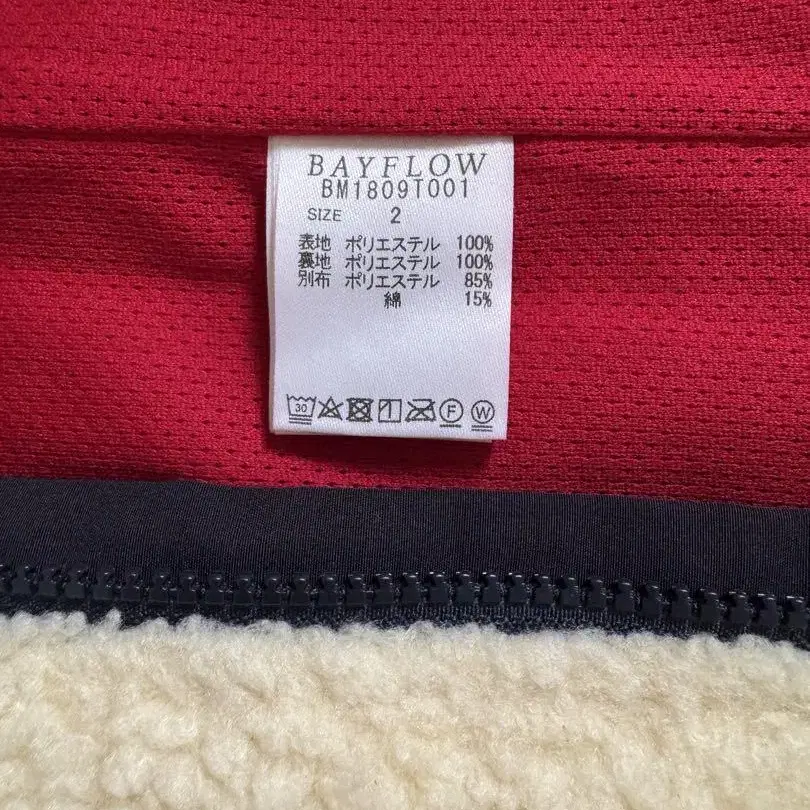 BAYFLOW
BM1809T001
SIZE 2
表地 ポリエステル 100%
裏地 ポリエステル 100%
別布 ポリエステル 85%
綿 15%
30 F W